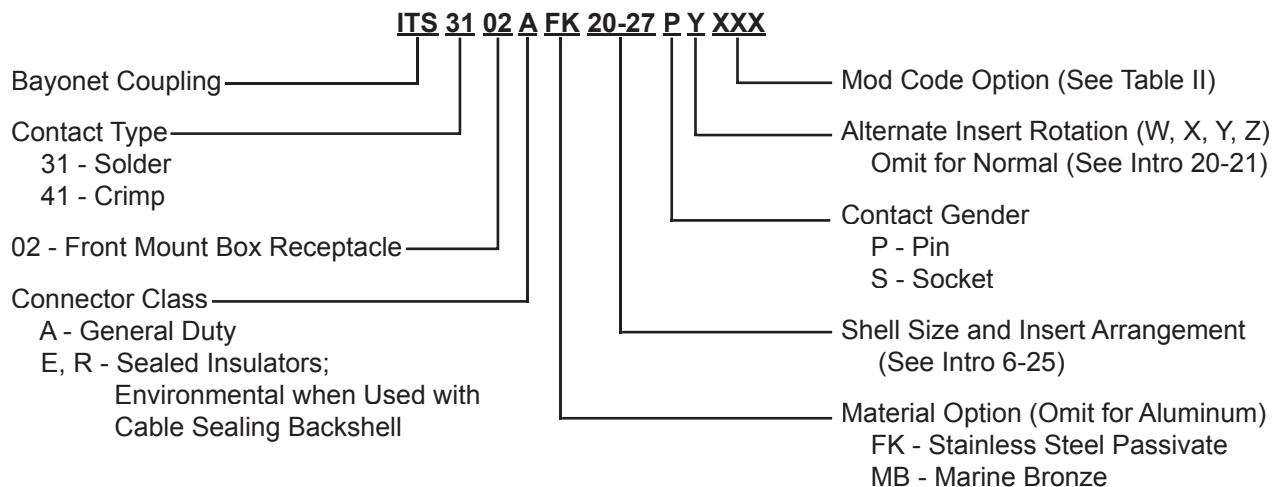 ITS 31 02 A FK 20-27 P Y XXX
Bayonet Coupling
Contact Type
31 - Solder
41 - Crimp
02 - Front Mount Box Receptacle
Connector Class
A - General Duty
E, R - Sealed Insulators;
Environmental when Used with
Cable Sealing Backshell
Mod Code Option (See Table II)
Alternate Insert Rotation (W, X, Y, Z)
Omit for Normal (See Intro 20-21)
Contact Gender
P - Pin
S - Socket
Shell Size and Insert Arrangement
(See Intro 6-25)
Material Option (Omit for Aluminum)
FK - Stainless Steel Passivate
MB - Marine Bronze